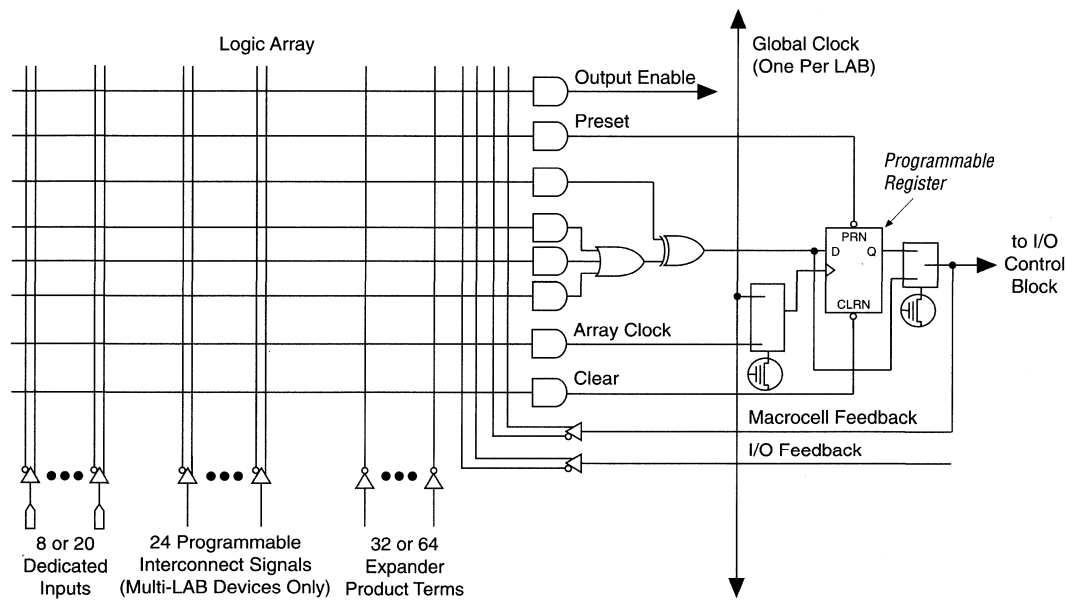 Logic Array
Global Clock
(One Per LAB)
Output Enable
Preset
Programmable
Register
PRN
D Q
CLRN
to I/O
Control
Block
Array Clock
Clear
Macrocell Feedback
I/O Feedback
8 or 20
Dedicated
Inputs
24 Programmable
Interconnect Signals
(Multi-LAB Devices Only)
32 or 64
Expander
Product Terms